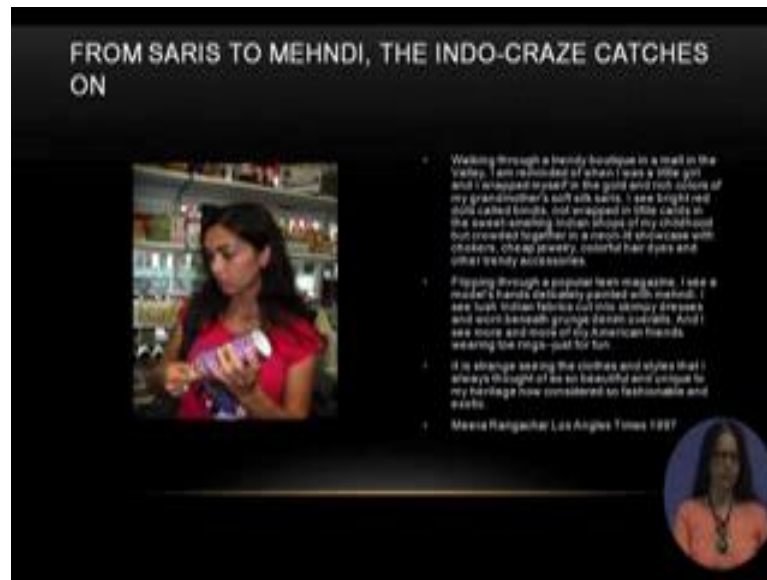 FROM SARIS TO MEHNDI, THE INDO-CRAZE CATCHES
ON
Walking through a trendy boutique in a mall in the
Valley, I am reminded of when I was a little girl
and I wrapped myself in the gold and rich colors of
my grandmother's soft silk saris. I see bright red
dots called bindis, not wrapped in little cards in
the sweet-smelling Indian shops of my childhood
but crowded together in a neon-lit showcase with
chokers, cheap jewelry, colorful hair dyes and
other trendy accessories.
Flipping through a popular teen magazine, I see a
model's hands delicately painted with mehndi. I
see lush Indian fabrics cut into skimpy dresses
and worn beneath grunge denim overalls. And I
see more and more of my American friends
wearing toe rings--just for fun
It is strange seeing the clothes and styles that I
always thought of as so beautiful and unique to
my heritage now considered so fashionable and
exotic.
Meena Rangachar Los Angles Times 1997